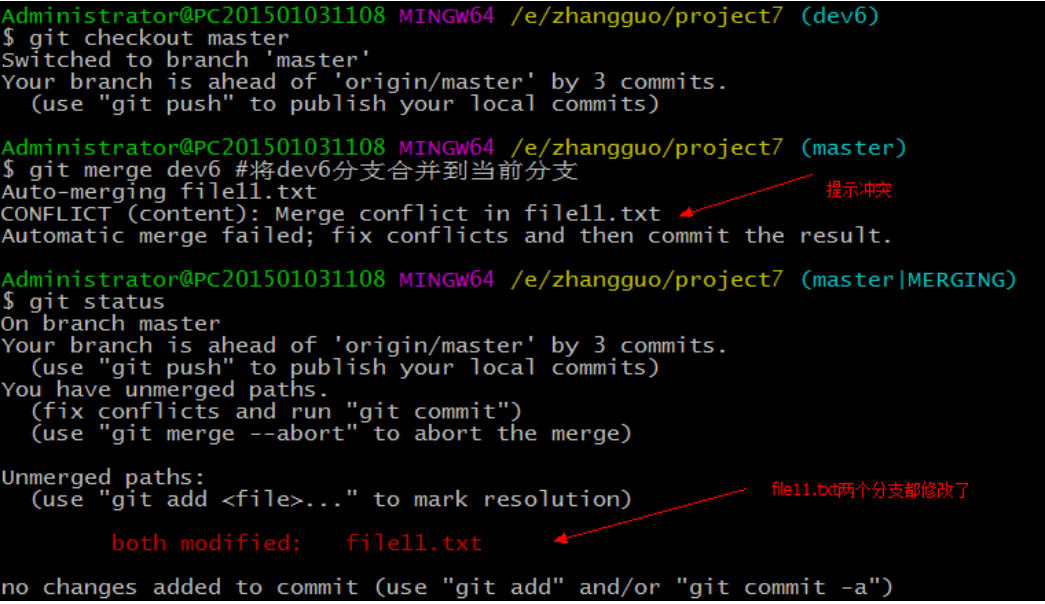 Administrator@PC201501031108 MINGW64 /e/zhangguo/project7 (dev6)
$ git checkout master
Switched to branch 'master'
Your branch is ahead of 'origin/master' by 3 commits.
  (use "git push" to publish your local commits)
Administrator@PC201501031108 MINGW64 /e/zhangguo/project7 (master)
$ git merge dev6 #将dev6分支合并到当前分支
Auto-merging file11.txt
提示冲突
CONFLICT (content): Merge conflict in file11.txt
Automatic merge failed; fix conflicts and then commit the result.
Administrator@PC201501031108 MINGW64 /e/zhangguo/project7 (master|MERGING)
$ git status
On branch master
Your branch is ahead of 'origin/master' by 3 commits.
  (use "git push" to publish your local commits)
You have unmerged paths.
  (fix conflicts and run "git commit")
  (use "git merge --abort" to abort the merge)
Unmerged paths:
  (use "git add <file>..." to mark resolution)
file11.txt两个分支都修改了
        both modified:   file11.txt
no changes added to commit (use "git add" and/or "git commit -a")